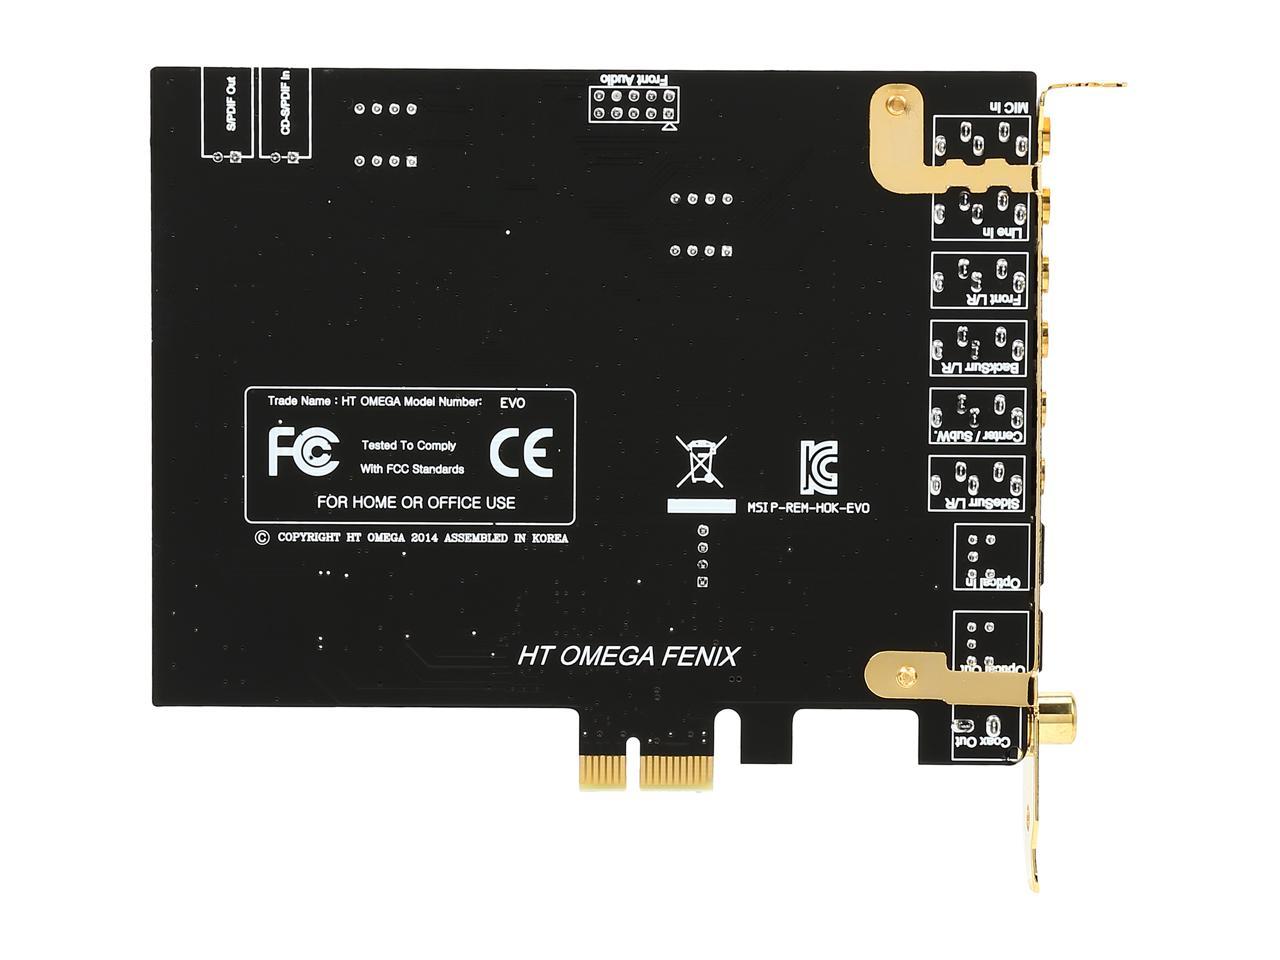 S/PDIF Out
CD-S/PDIF In
Front Audio
MIC In
Line In
Front L/R
BackSurr L/R
Center / SubW.
SideSurr L/R
Optical In
Optical Out
Coax Out
Trade Name : HT OMEGA Model Number: EVO
FC
Tested To Comply
With FCC Standards
CE
FOR HOME OR OFFICE USE
© COPYRIGHT HT OMEGA 2014 ASSEMBLED IN KOREA
KC
MSIP-REM-HOK-EVO
HT OMEGA FENIX